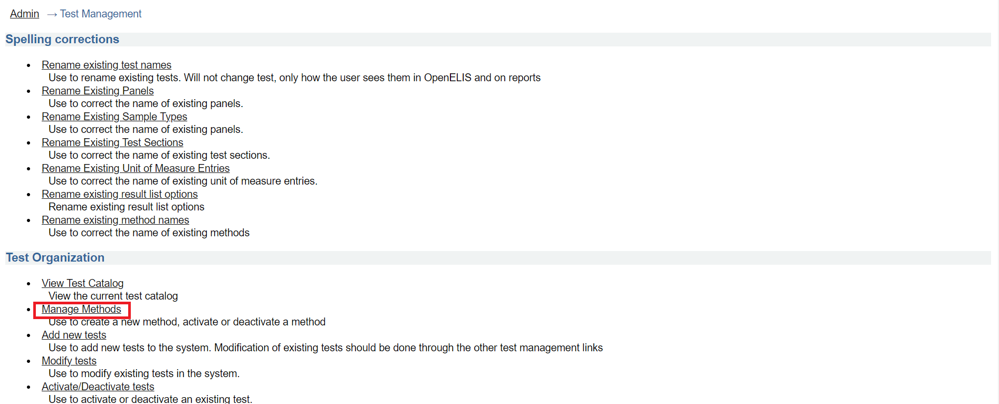 Admin → Test Management
Spelling corrections
• Rename existing test names
Use to rename existing tests. Will not change test, only how the user sees them in OpenELIS and on reports
• Rename Existing Panels
Use to correct the name of existing panels.
• Rename Existing Sample Types
Use to correct the name of existing panels.
• Rename Existing Test Sections
Use to correct the name of existing test sections.
• Rename Existing Unit of Measure Entries
Use to correct the name of existing unit of measure entries.
• Rename existing result list options
Rename existing result list options
• Rename existing method names
Use to correct the name of existing methods
Test Organization
• View Test Catalog
View the current test catalog
• Manage Methods
Use to create a new method, activate or deactivate a method
• Add new tests
Use to add new tests to the system. Modification of existing tests should be done through the other test management links
• Modify tests
Use to modify existing tests in the system.
• Activate/Deactivate tests
Use to activate or deactivate an existing test.